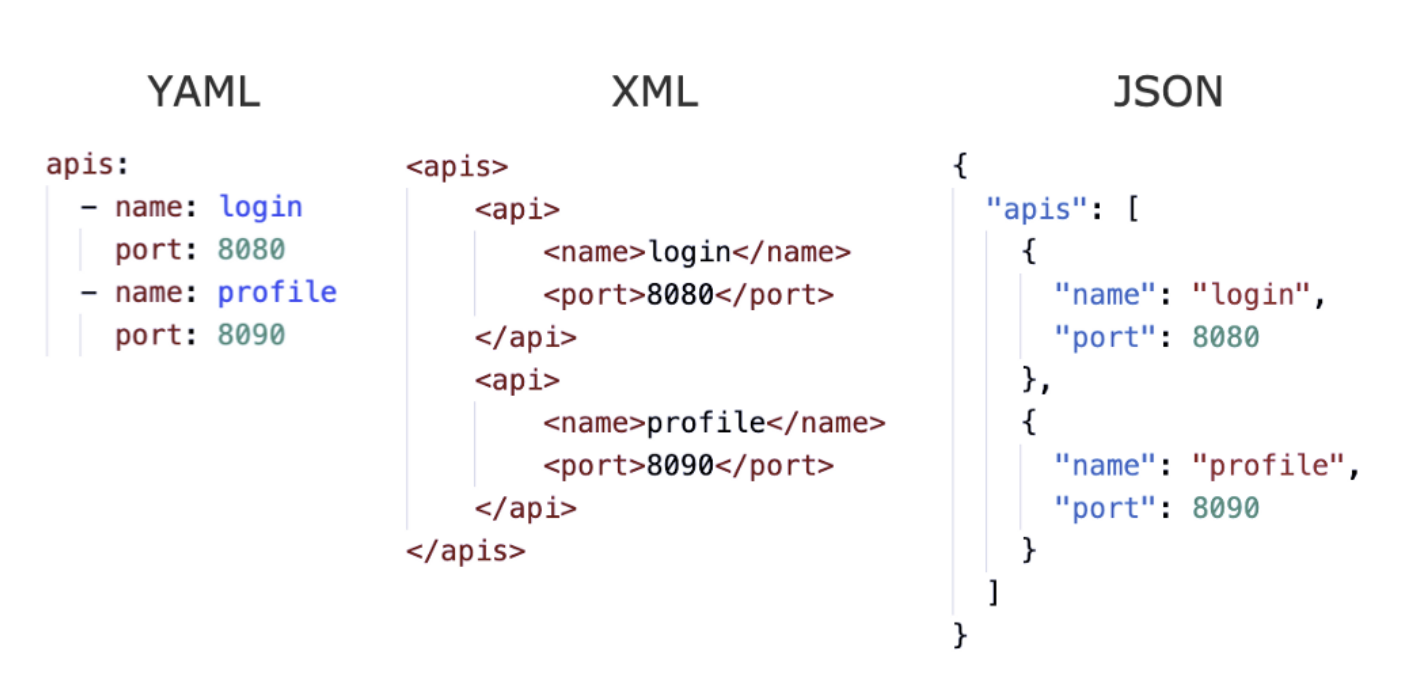 YAML
apis:
  - name: login
    port: 8080
  - name: profile
    port: 8090
XML
<apis>
    <api>
        <name>login</name>
        <port>8080</port>
    </api>
    <api>
        <name>profile</name>
        <port>8090</port>
    </api>
</apis>
JSON
{
  "apis": [
    {
      "name": "login",
      "port": 8080
    },
    {
      "name": "profile",
      "port": 8090
    }
  ]
}